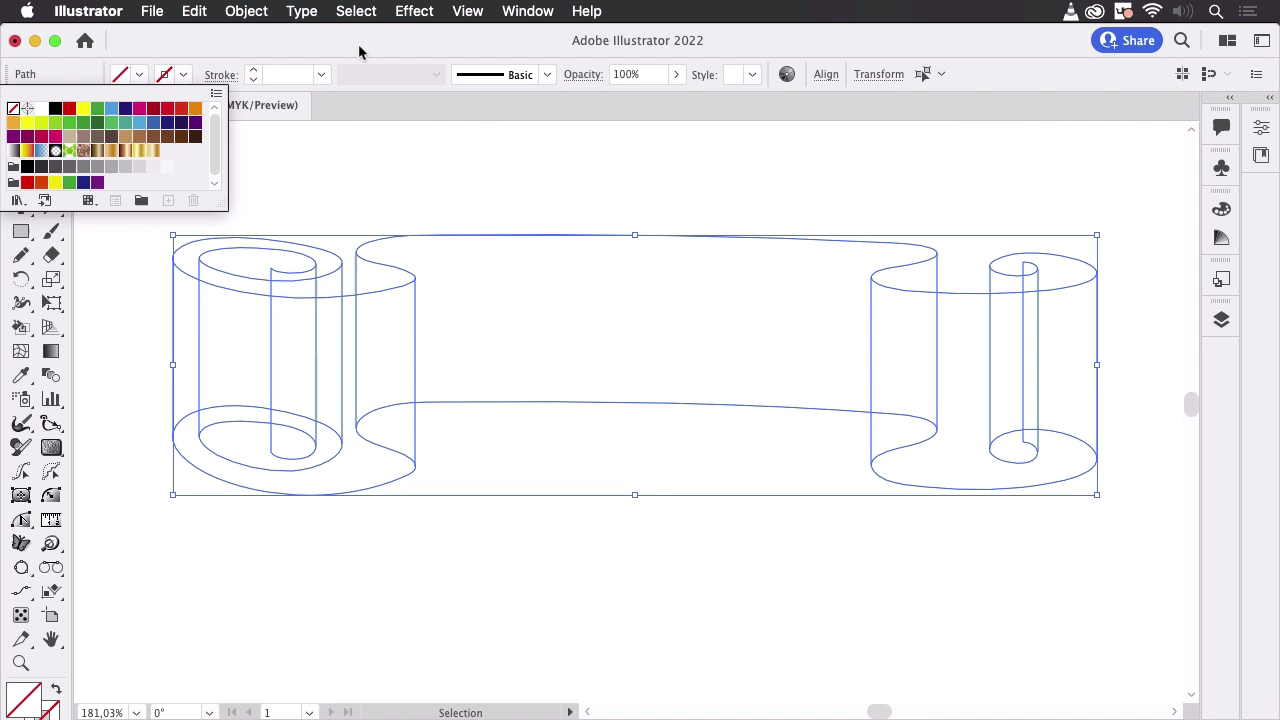 Illustrator File Edit Object Type Select Effect View Window Help
Adobe Illustrator 2022
Share
Path
Stroke:
Basic
Opacity: 100%
Style:
Align
Transform
MYK/Preview)
181,03%
0°
1
Selection